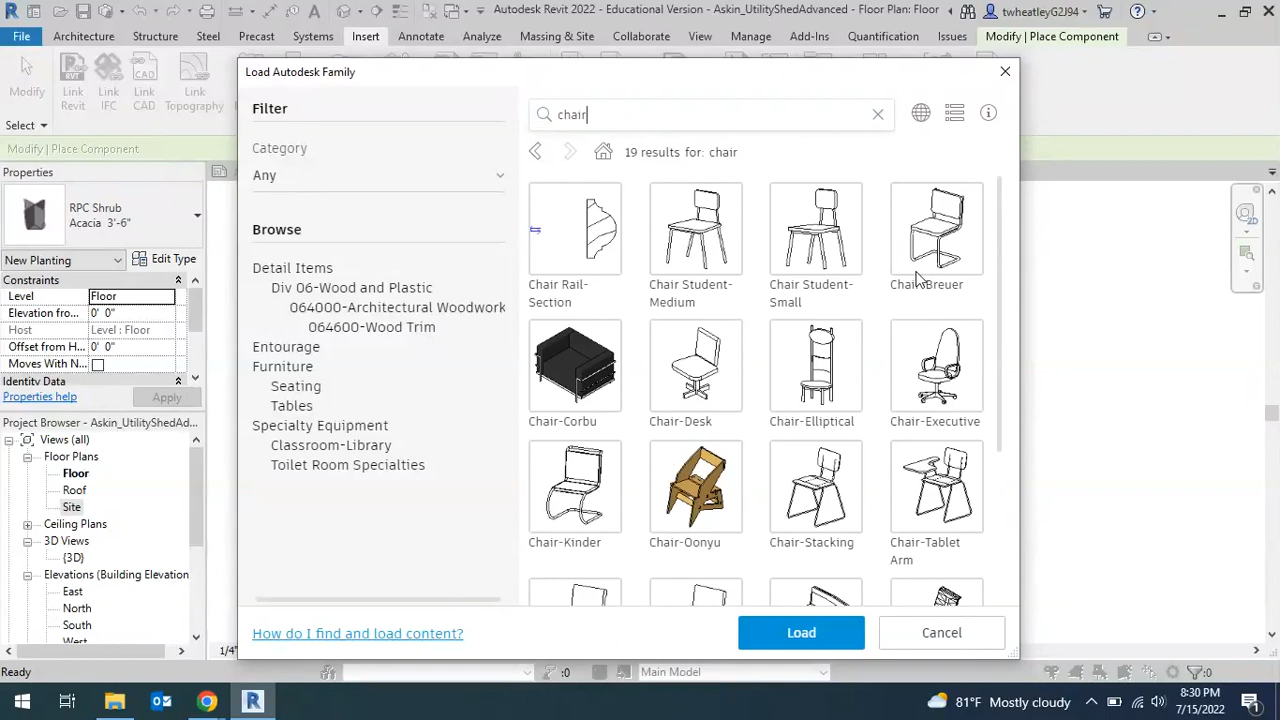 Autodesk Revit 2022 - Educational Version - Askin_UtilityShedAdvanced - Floor Plan: Floor
twheatleyG2J94
File
Architecture
Structure
Steel
Precast
Systems
Insert
Annotate
Massing & Site
Collaborate
View
Manage
Add-Ins
Quantification
Issues
Modify | Place Component
Modify
Link
Revit
Link
IFC
Link
CAD
Link
Topography
Select
Modify | Place Component
Properties
RPC Shrub
Acacia 3'-6"
New Planting
Edit Type
Constraints
Level
Floor
Elevation fro...
0' 0"
Host
Level : Floor
Offset from H...
0' 0"
Moves With N...
Identity Data
Properties help
Apply
Project Browser - Askin_UtilityShedAd...
Views (all)
Floor Plans
Floor
Roof
Site
Ceiling Plans
3D Views
{3D}
Elevations (Building Elevation
East
North
South
West
Load Autodesk Family
Filter
Category
Any
Browse
Detail Items
Div 06-Wood and Plastic
064000-Architectural Woodwork
064600-Wood Trim
Entourage
Furniture
Seating
Tables
Specialty Equipment
Classroom-Library
Toilet Room Specialties
How do I find and load content?
chair
19 results for: chair
Chair Rail-
Section
Chair Student-
Medium
Chair Student-
Small
Chair-Breuer
Chair-Corbu
Chair-Desk
Chair-Elliptical
Chair-Executive
Chair-Kinder
Chair-Oonyu
Chair-Stacking
Chair-Tablet
Arm
Load
Cancel
2D
1/4"
Ready
:0
Main Model
:0
81°F Mostly cloudy
8:30 PM
7/15/2022
1